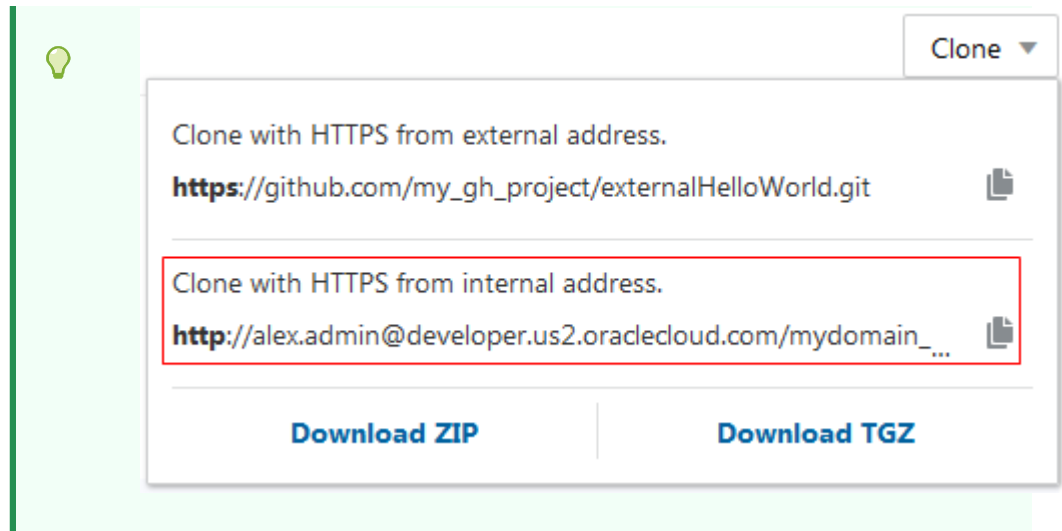 Clone
Clone with HTTPS from external address.
https://github.com/my_gh_project/externalHelloWorld.git
Clone with HTTPS from internal address.
http://alex.admin@developer.us2.oraclecloud.com/mydomain_...
Download ZIP
Download TGZ